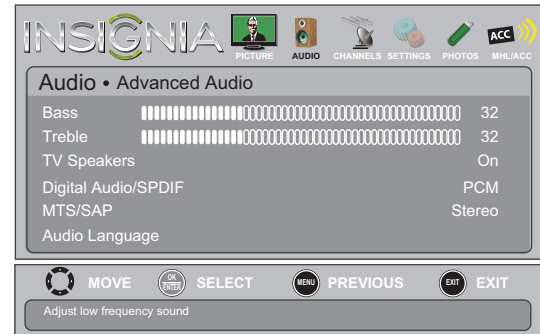 INSIGNIA
PICTURE AUDIO CHANNELS SETTINGS PHOTOS MHL/ACC
ACC
Audio • Advanced Audio
Bass 32
Treble 32
TV Speakers On
Digital Audio/SPDIF PCM
MTS/SAP Stereo
Audio Language
MOVE OK ENTER SELECT MENU PREVIOUS EXIT EXIT
Adjust low frequency sound